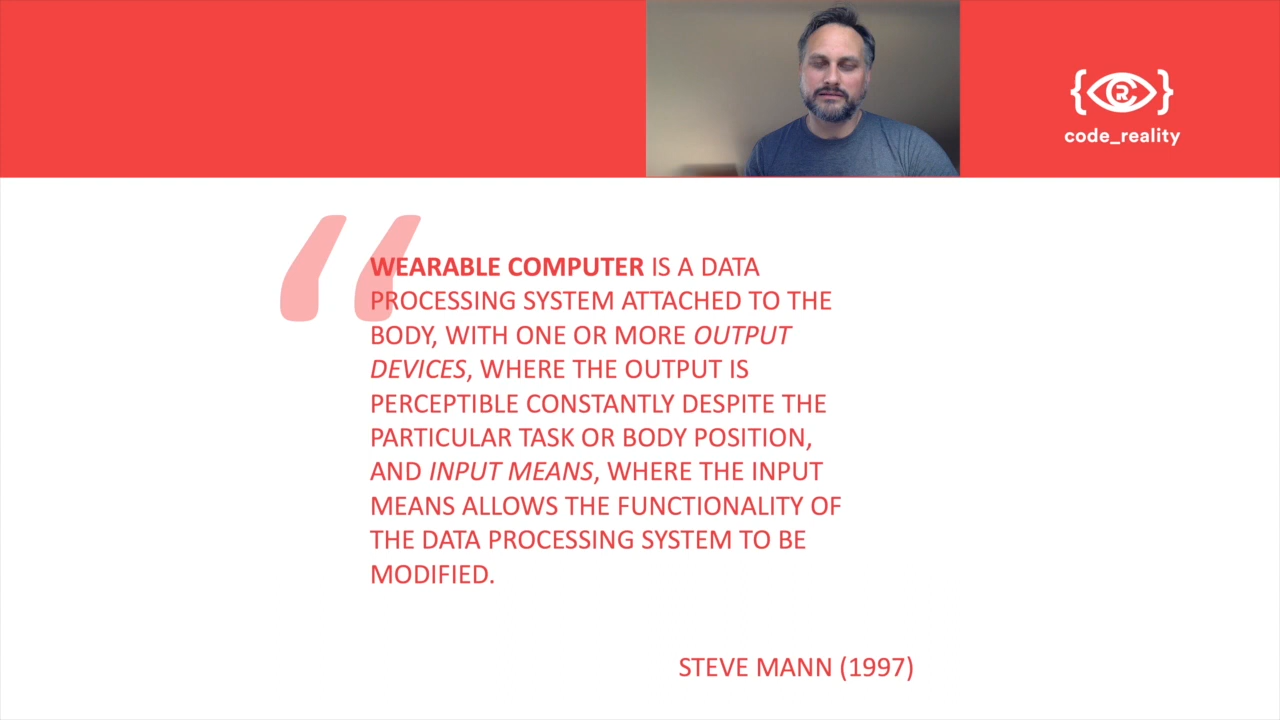 {RC}
code_reality
“
WEARABLE COMPUTER IS A DATA
PROCESSING SYSTEM ATTACHED TO THE
BODY, WITH ONE OR MORE OUTPUT
DEVICES, WHERE THE OUTPUT IS
PERCEPTIBLE CONSTANTLY DESPITE THE
PARTICULAR TASK OR BODY POSITION,
AND INPUT MEANS, WHERE THE INPUT
MEANS ALLOWS THE FUNCTIONALITY OF
THE DATA PROCESSING SYSTEM TO BE
MODIFIED.
STEVE MANN (1997)